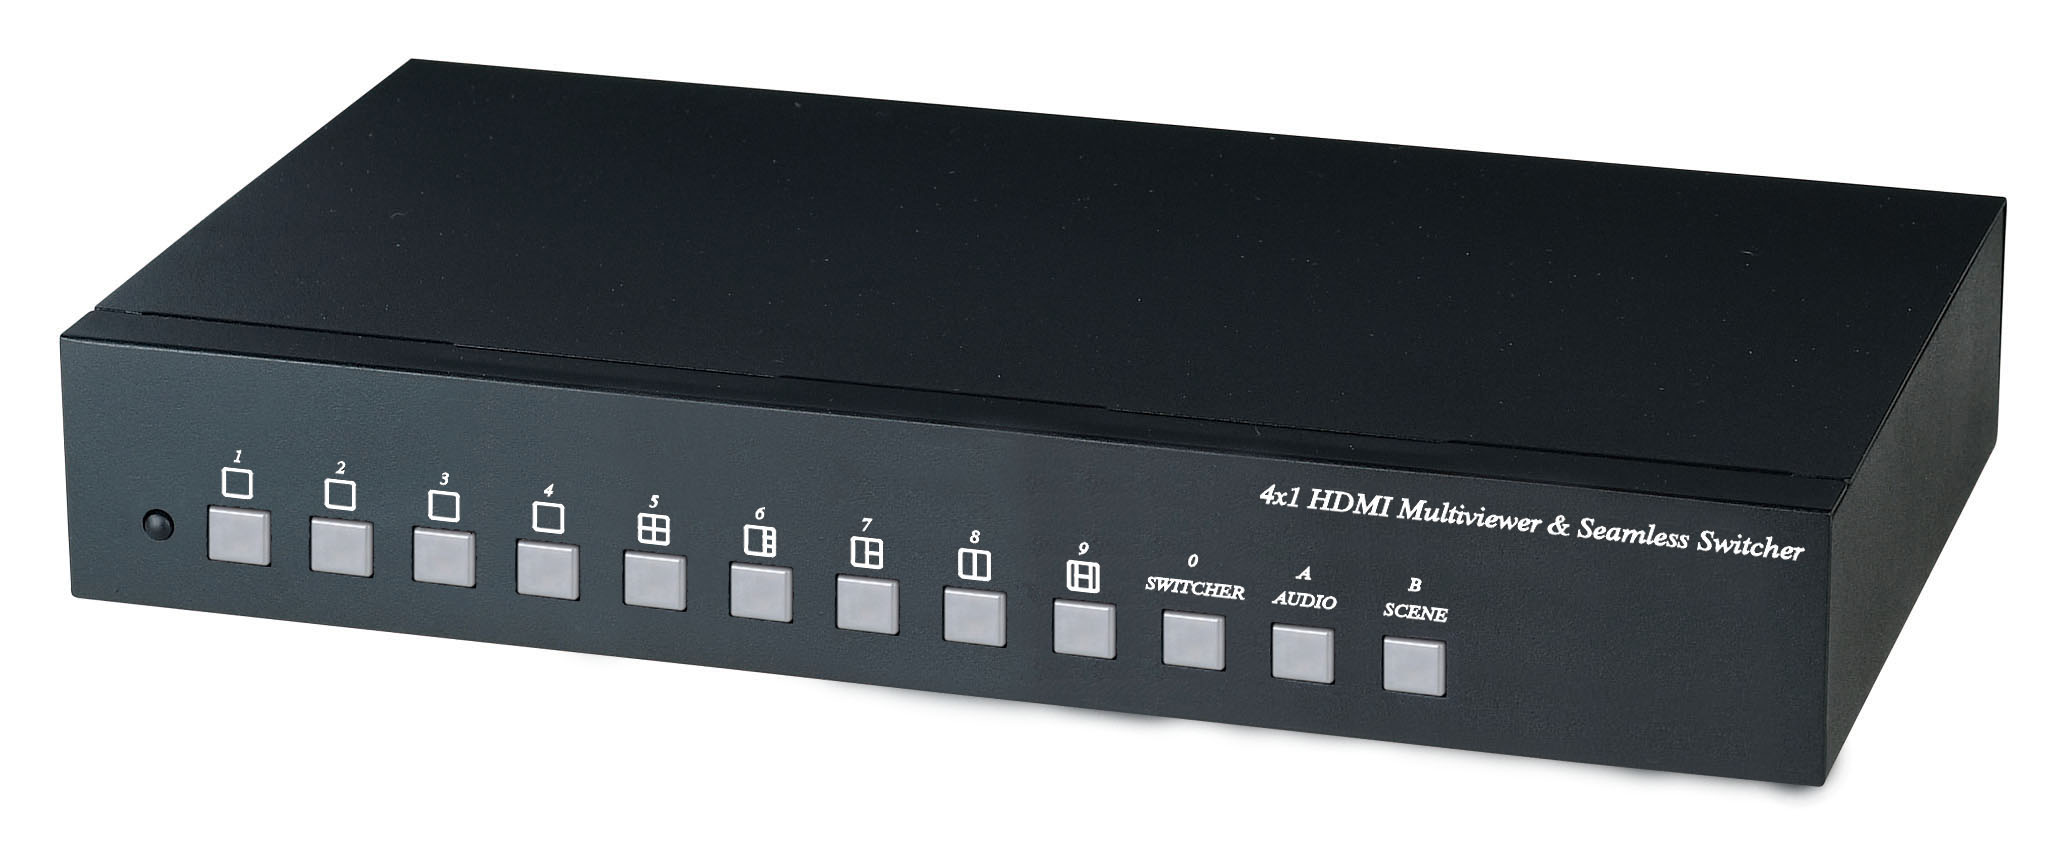 1 2 3 4 5 6 7 8 9 0 A B
SWITCHER AUDIO SCENE
4x1 HDMI Multiviewer & Seamless Switcher